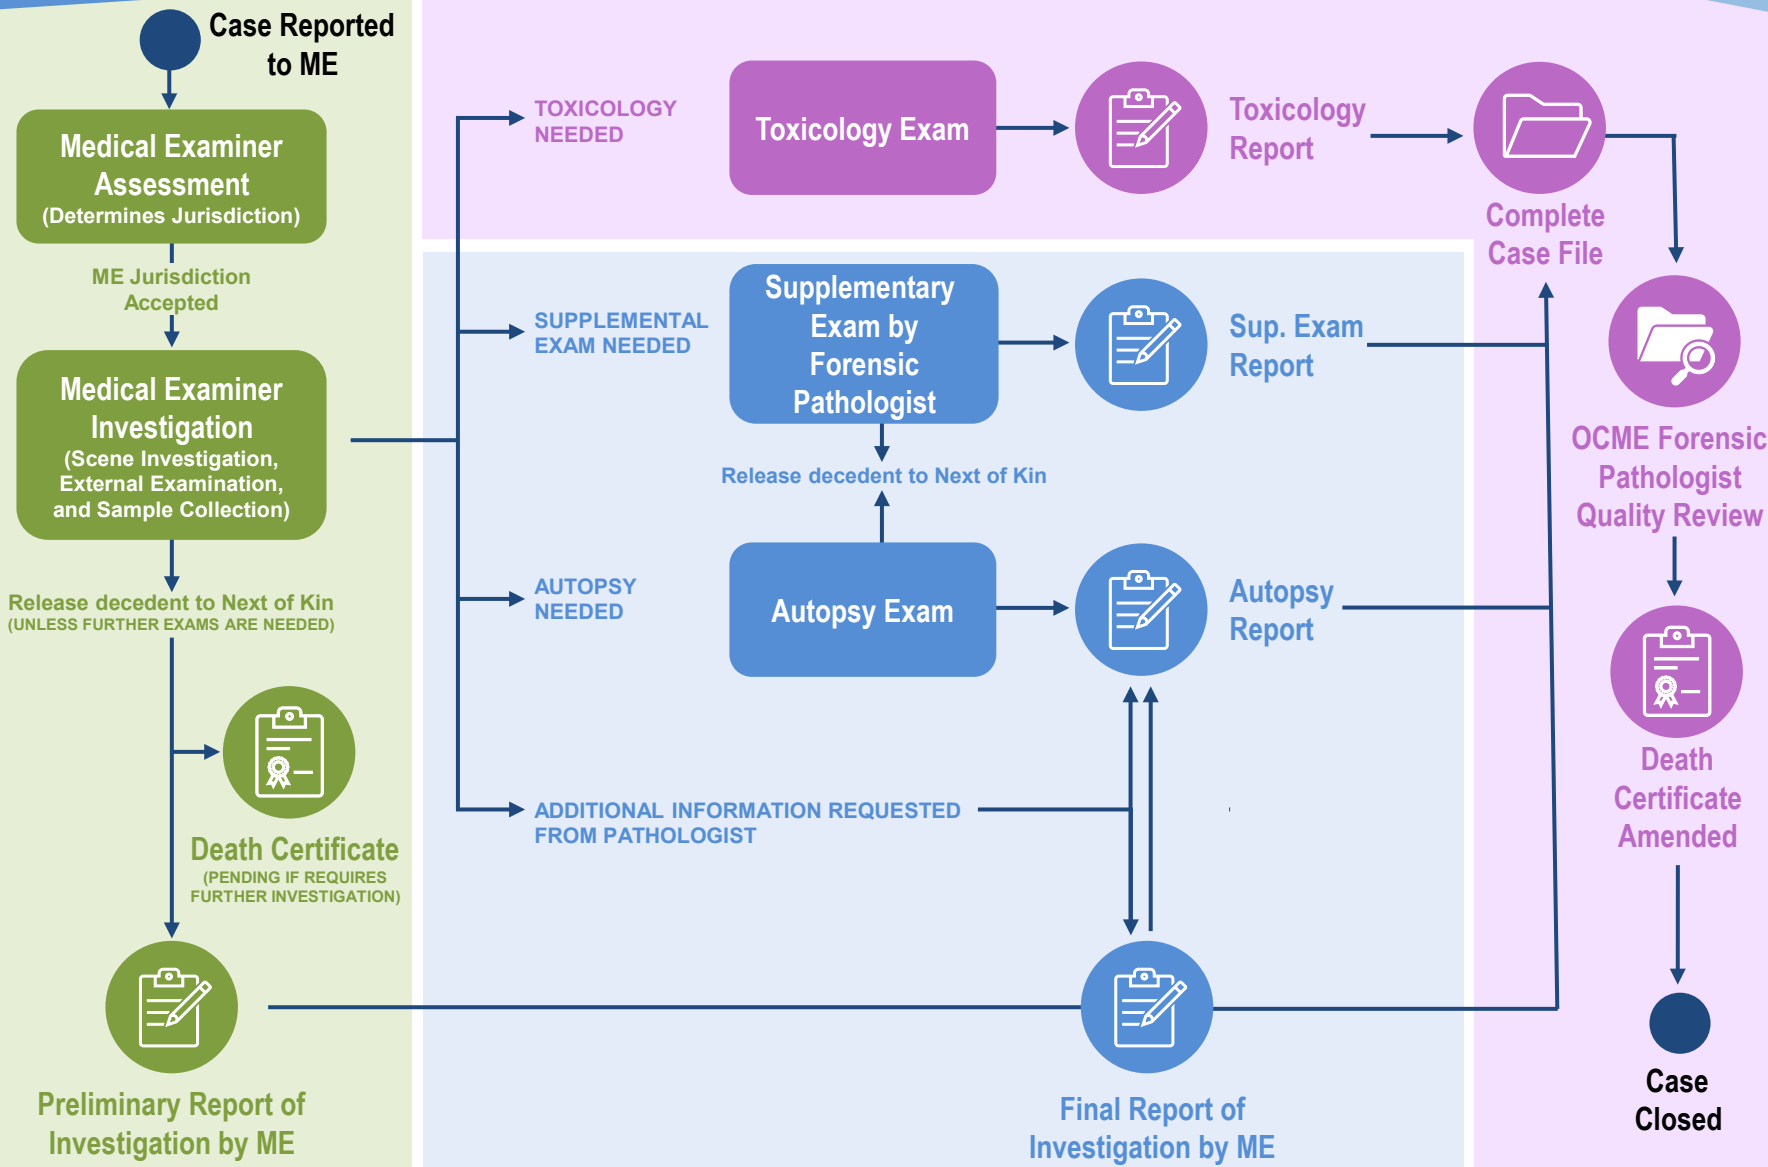 Case Reported
to ME
Medical Examiner
Assessment
(Determines Jurisdiction)
ME Jurisdiction
Accepted
Medical Examiner
Investigation
(Scene Investigation,
External Examination,
and Sample Collection)
Release decedent to Next of Kin
(UNLESS FURTHER EXAMS ARE NEEDED)
Death Certificate
(PENDING IF REQUIRES
FURTHER INVESTIGATION)
Preliminary Report of
Investigation by ME
TOXICOLOGY
NEEDED
Toxicology Exam
Toxicology
Report
SUPPLEMENTAL
EXAM NEEDED
Supplementary
Exam by
Forensic
Pathologist
Sup. Exam
Report
Release decedent to Next of Kin
AUTOPSY
NEEDED
Autopsy Exam
Autopsy
Report
ADDITIONAL INFORMATION REQUESTED
FROM PATHOLOGIST
Final Report of
Investigation by ME
Complete
Case File
OCME Forensic
Pathologist
Quality Review
Death
Certificate
Amended
Case
Closed